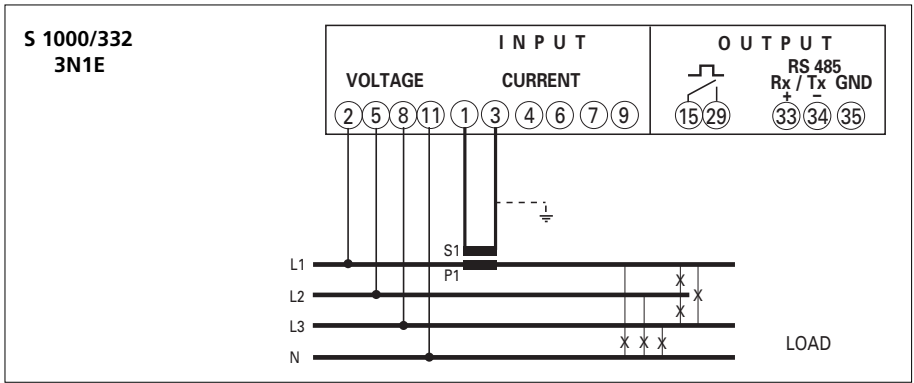 S 1000/332
3N1E
INPUT
OUTPUT
VOLTAGE
CURRENT
RS 485
Rx / Tx GND
+ –
2 5 8 11 1 3 4 6 7 9 15 29 33 34 35
S1
L1
P1
L2
X
X
X
L3
X X X
LOAD
N